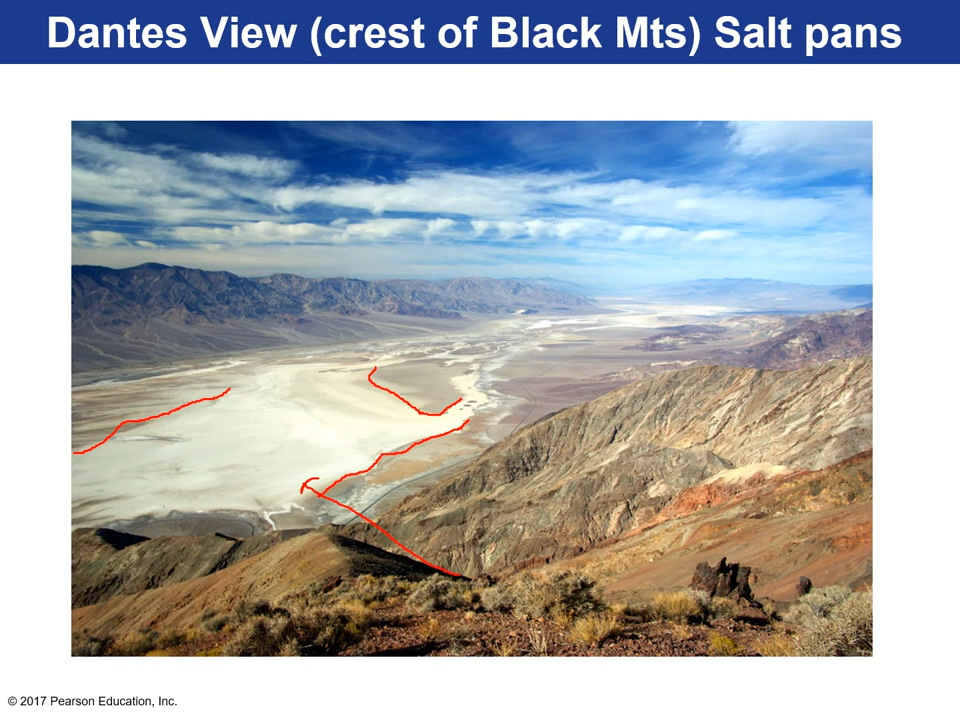 Dantes View (crest of Black Mts) Salt pans
© 2017 Pearson Education, Inc.